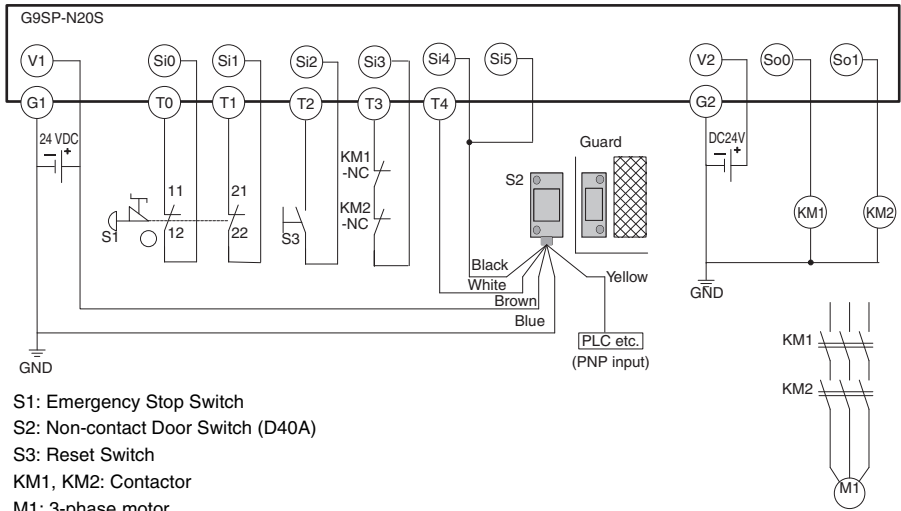 G9SP-N20S
V1 Si0 Si1 Si2 Si3 Si4 Si5 V2 So0 So1
G1 T0 T1 T2 T3 T4 G2
24 VDC
− +
DC24V
− +
Guard
KM1
-NC
KM2
-NC
S2
11 21
12 22
S1
S3
KM1 KM2
Black
White
Brown
Blue
Yellow
PLC etc.
(PNP input)
GND
GND
KM1
KM2
M1
S1: Emergency Stop Switch
S2: Non-contact Door Switch (D40A)
S3: Reset Switch
KM1, KM2: Contactor
M1: 3-phase motor